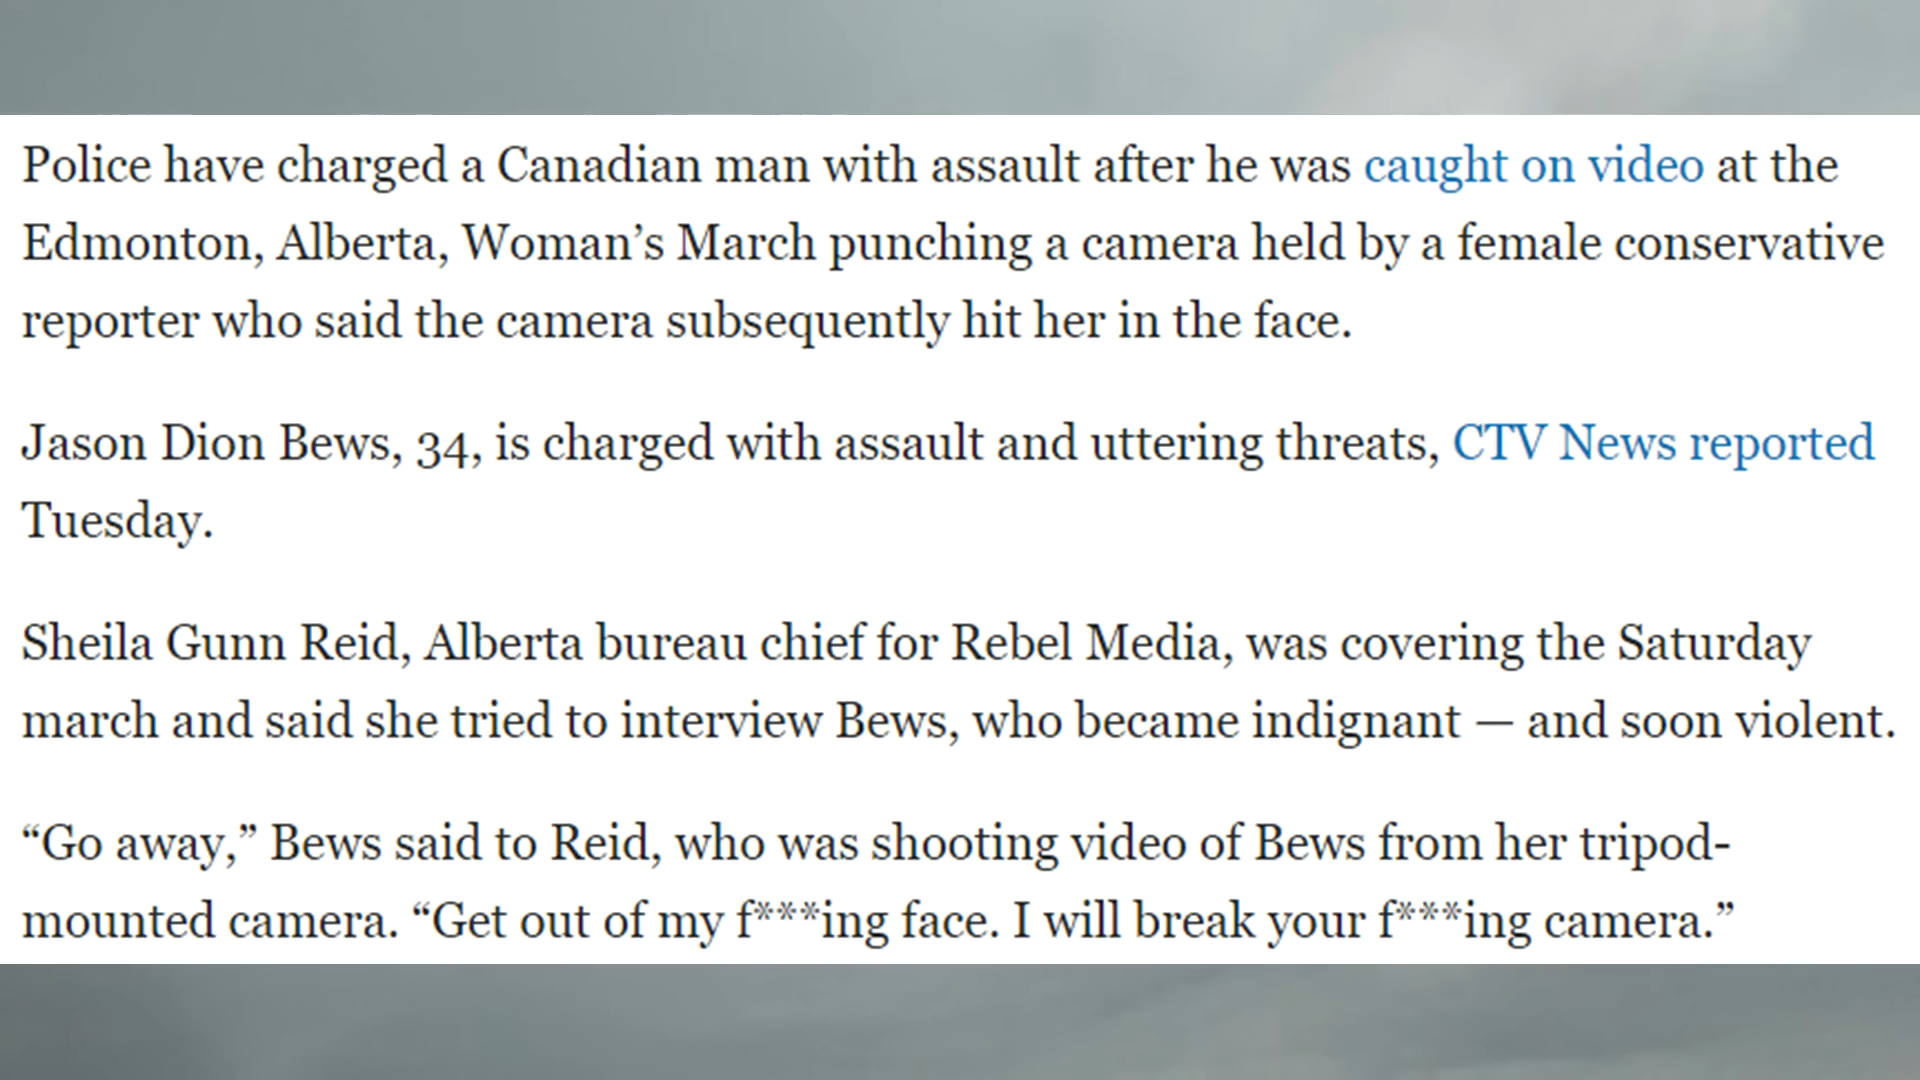 Police have charged a Canadian man with assault after he was caught on video at the
Edmonton, Alberta, Woman’s March punching a camera held by a female conservative
reporter who said the camera subsequently hit her in the face.
Jason Dion Bews, 34, is charged with assault and uttering threats, CTV News reported
Tuesday.
Sheila Gunn Reid, Alberta bureau chief for Rebel Media, was covering the Saturday
march and said she tried to interview Bews, who became indignant — and soon violent.
“Go away,” Bews said to Reid, who was shooting video of Bews from her tripod-
mounted camera. “Get out of my f***ing face. I will break your f***ing camera.”